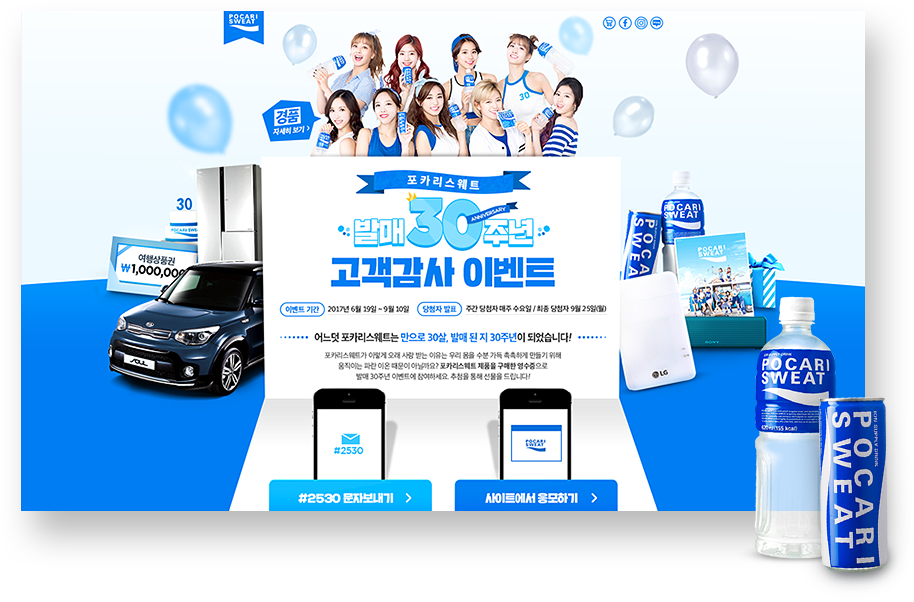 POCARI
SWEAT
30
경품
자세히 보기 >
포카리스웨트
ANNIVERSARY
발매 30주년
고객감사 이벤트
이벤트 기간 2017년 6월 19일 ~ 9월 10일 당첨자 발표 주간 당첨자 매주 수요일 / 최종 당첨자 9월 25일(월)
어느덧 포카리스웨트는 만으로 30살, 발매 된 지 30주년이 되었습니다!
포카리스웨트가 이렇게 오래 사랑 받는 이유는 우리 몸을 수분 가득 촉촉하게 만들기 위해
움직이는 파란 이온 때문이 아닐까요? 포카리스웨트 제품을 구매한 영수증으로
발매 30주년 이벤트에 참여하세요. 추첨을 통해 선물을 드립니다!
30
POCARI SWEAT
여행상품권
₩1,000,000
SOUL
POCARI
SWEAT
POCARI
SWEAT
POCARI
SWEAT
SONY
LG
#2530
POCARI
SWEAT
#2530 문자보내기 >
사이트에서 응모하기 >
ION SUPPLY DRINK
POCARI
SWEAT
ION SUPPLY DRINK
POCARI
SWEAT